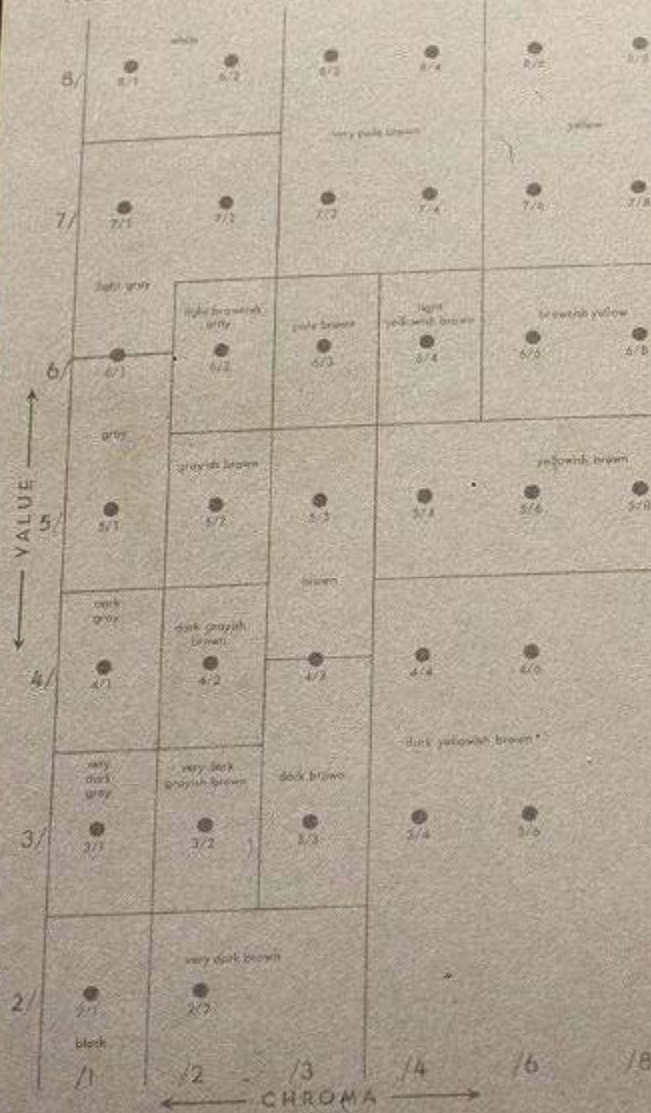 white
8/
8/1 8/2 8/3 8/4 8/6 8/8
very pale brown
yellow
7/
7/1 7/2 7/3 7/4 7/6 7/8
light gray
light brownish
gray
pale brown
light
yellowish brown
brownish yellow
6/
6/1 6/2 6/3 6/4 6/6 6/8
gray
grayish brown
yellowish brown
VALUE
5/
5/1 5/2 5/3 5/4 5/6 5/8
brown
dark
gray
dark grayish
brown
4/
4/1 4/2 4/3 4/4 4/6
very
dark
gray
very dark
grayish brown
dark brown
dark yellowish brown*
3/
3/1 3/2 3/3 3/4 3/6
very dark brown
2/
2/1 2/2
black
/1 /2 /3 /4 /6 /8
CHROMA